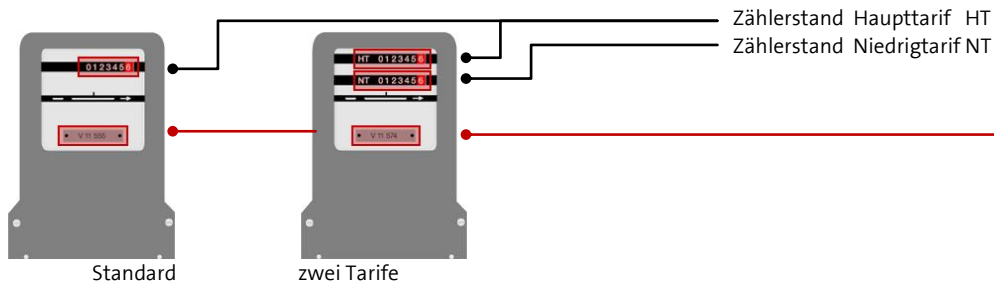 Zählerstand Haupttarif HT
Zählerstand Niedrigtarif NT
0123456
HT 0123456
NT 0123456
V 11 555
V 11 574
Standard
zwei Tarife